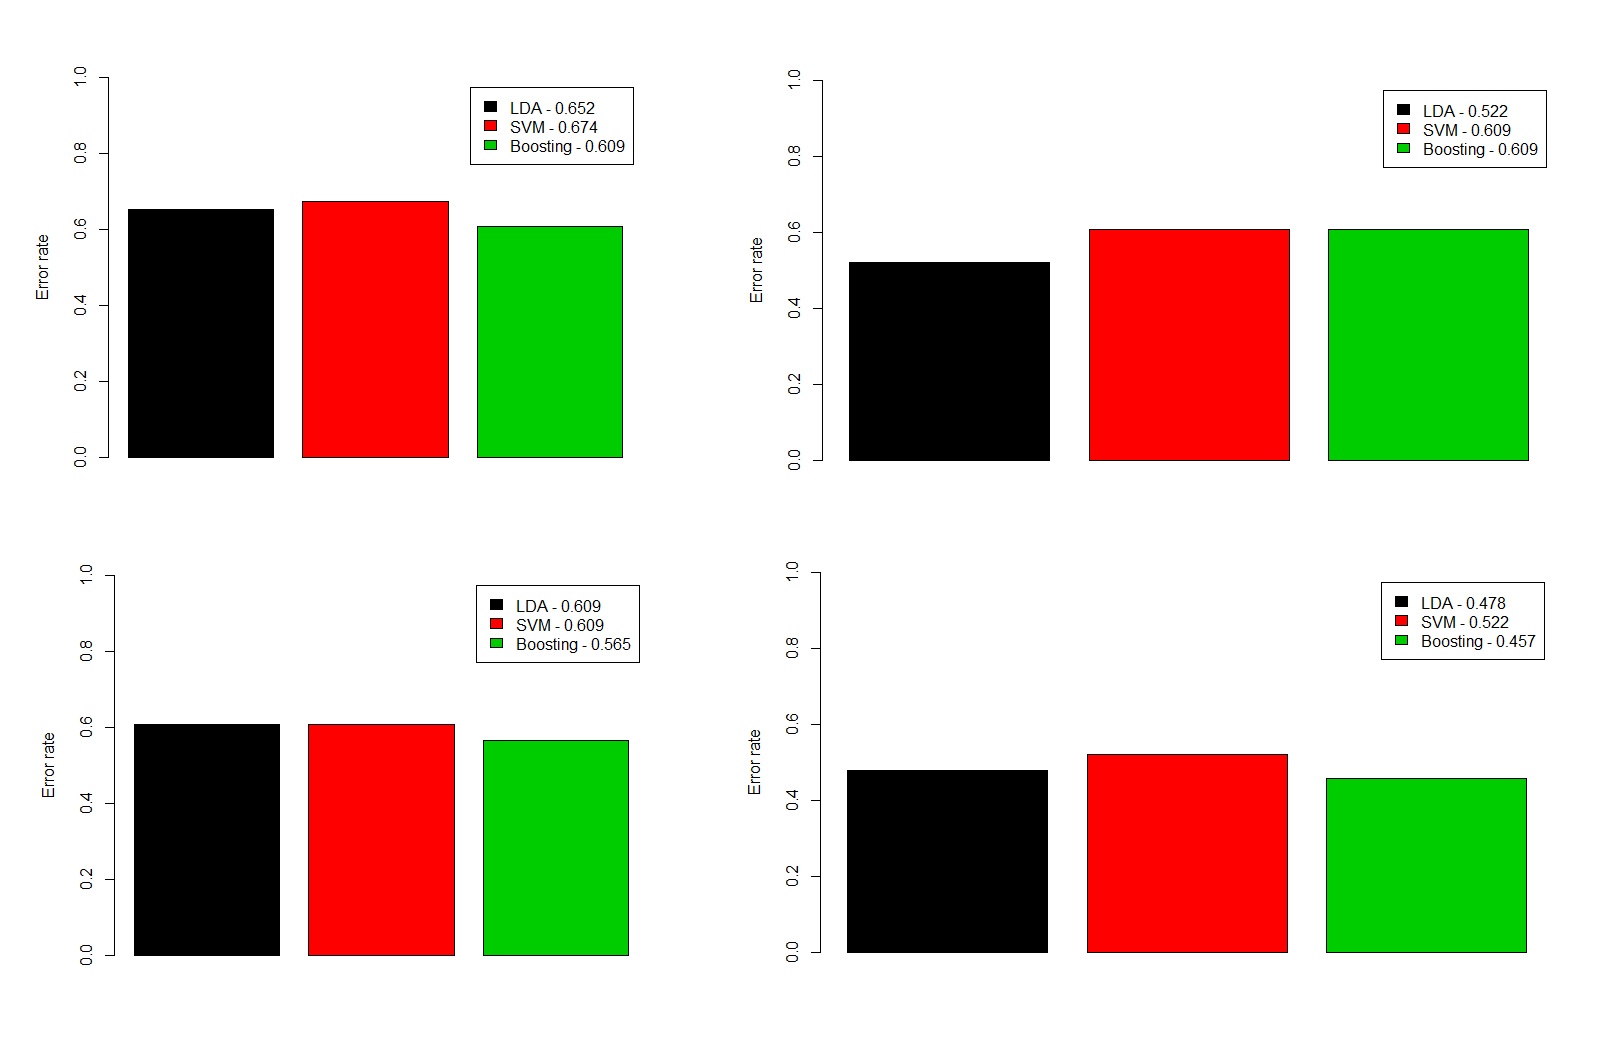 Error rate
1.0
0.8
0.6
0.4
0.2
0.0
LDA - 0.652
SVM - 0.674
Boosting - 0.609
Error rate
1.0
0.8
0.6
0.4
0.2
0.0
LDA - 0.522
SVM - 0.609
Boosting - 0.609
Error rate
1.0
0.8
0.6
0.4
0.2
0.0
LDA - 0.609
SVM - 0.609
Boosting - 0.565
Error rate
1.0
0.8
0.6
0.4
0.2
0.0
LDA - 0.478
SVM - 0.522
Boosting - 0.457